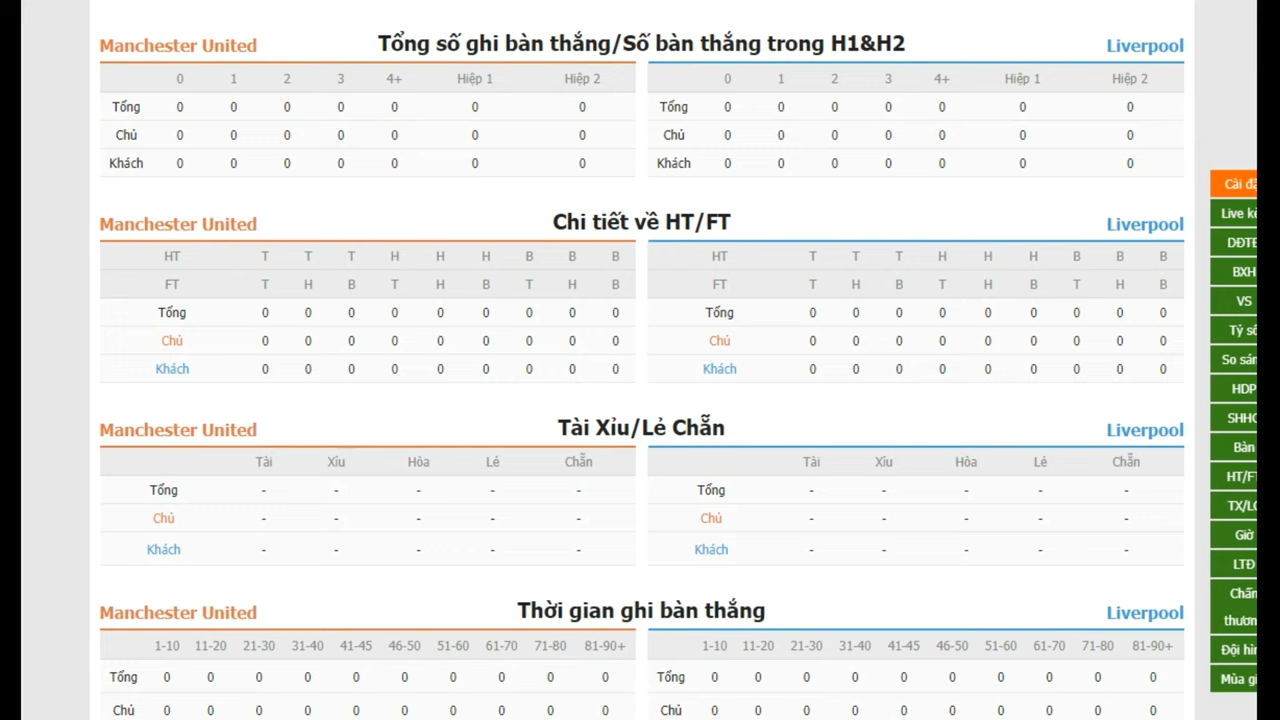 Manchester United Tổng số ghi bàn thắng/Số bàn thắng trong H1&H2 Liverpool
0 1 2 3 4+ Hiệp 1 Hiệp 2 0 1 2 3 4+ Hiệp 1 Hiệp 2
Tổng 0 0 0 0 0 0 0 Tổng 0 0 0 0 0 0 0
Chủ 0 0 0 0 0 0 0 Chủ 0 0 0 0 0 0 0
Khách 0 0 0 0 0 0 0 Khách 0 0 0 0 0 0 0
Manchester United Chi tiết về HT/FT Liverpool
HT T T T H H H B B B HT T T T H H H B B B
FT T H B T H B T H B FT T H B T H B T H B
Tổng 0 0 0 0 0 0 0 0 0 Tổng 0 0 0 0 0 0 0 0 0
Chủ 0 0 0 0 0 0 0 0 0 Chủ 0 0 0 0 0 0 0 0 0
Khách 0 0 0 0 0 0 0 0 0 Khách 0 0 0 0 0 0 0 0 0
Manchester United Tài Xỉu/Lẻ Chẵn Liverpool
Tài Xỉu Hòa Lẻ Chẵn Tài Xỉu Hòa Lẻ Chẵn
Tổng - - - - - Tổng - - - - -
Chủ - - - - - Chủ - - - - -
Khách - - - - - Khách - - - - -
Manchester United Thời gian ghi bàn thắng Liverpool
1-10 11-20 21-30 31-40 41-45 46-50 51-60 61-70 71-80 81-90+ 1-10 11-20 21-30 31-40 41-45 46-50 51-60 61-70 71-80 81-90+
Tổng 0 0 0 0 0 0 0 0 0 0 Tổng 0 0 0 0 0 0 0 0 0 0
Chủ 0 0 0 0 0 0 0 0 0 0 Chủ 0 0 0 0 0 0 0 0 0 0
Cài
Live
BXH
VS
Tỷ
So
HDP
Bàn
Giờ
LTĐ
Đội
Mùa